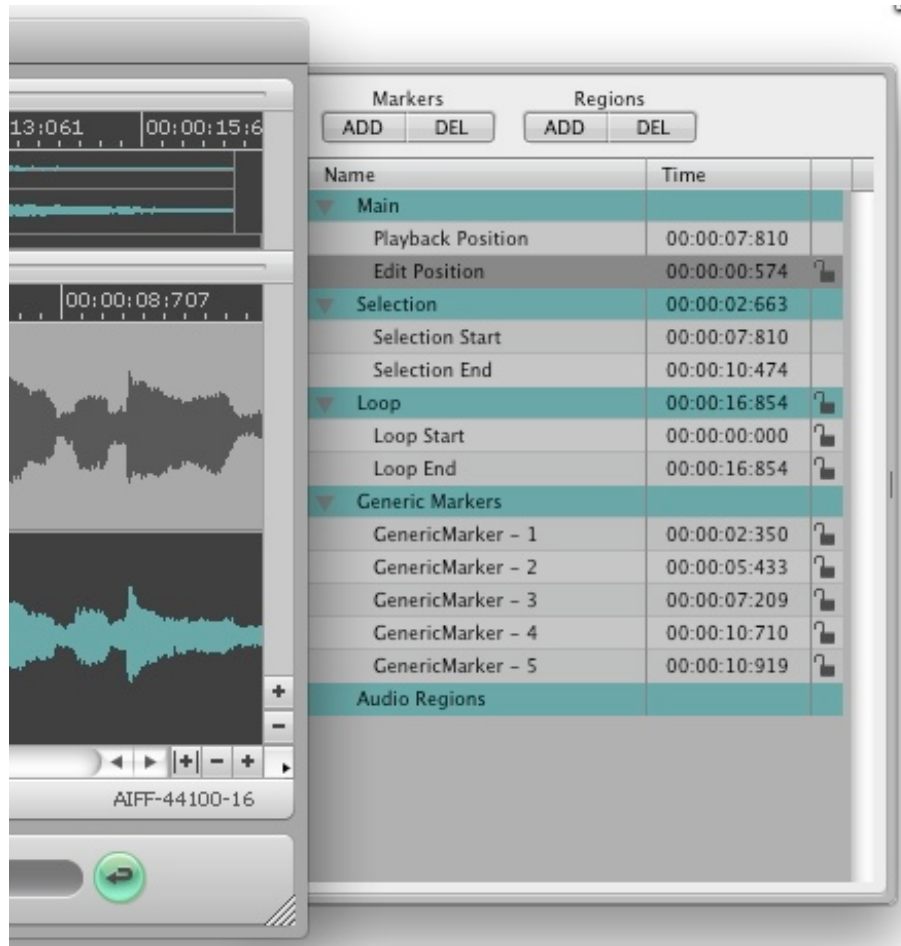 Markers Regions
ADD DEL ADD DEL
13:061 00:00:15:6
Name Time
Main
Playback Position 00:00:07:810
Edit Position 00:00:00:574
00:00:08:707
Selection 00:00:02:663
Selection Start 00:00:07:810
Selection End 00:00:10:474
Loop 00:00:16:854
Loop Start 00:00:00:000
Loop End 00:00:16:854
Generic Markers
GenericMarker – 1 00:00:02:350
GenericMarker – 2 00:00:05:433
GenericMarker – 3 00:00:07:209
GenericMarker – 4 00:00:10:710
GenericMarker – 5 00:00:10:919
Audio Regions
AIFF-44100-16